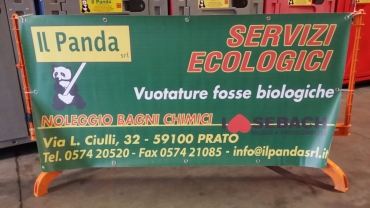 Il Panda
srl
SERVIZI
ECOLOGICI
Vuotature fosse biologiche
NOLEGGIO BAGNI CHIMICI
I SEBACH
Via L. Ciulli, 32 - 59100 PRATO
Tel. 0574 20520 - Fax 0574 21085 - info@ilpandasrl.it